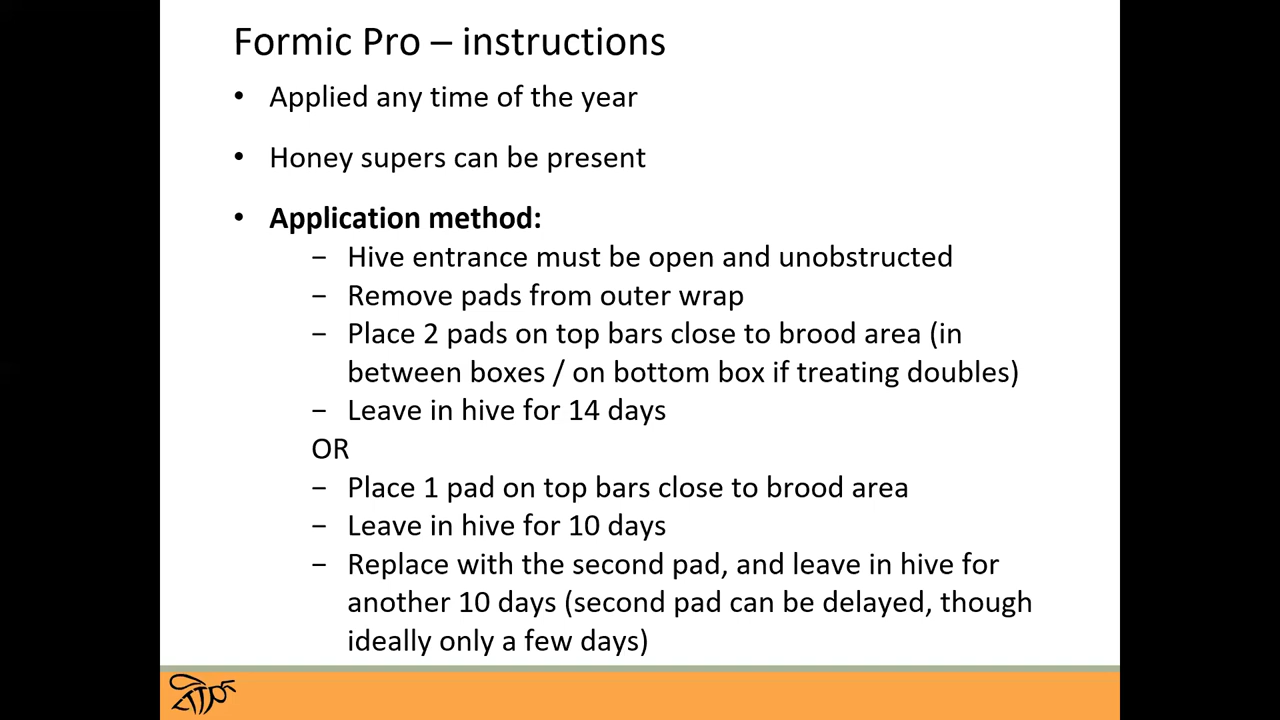 Formic Pro – instructions
• Applied any time of the year
• Honey supers can be present
• Application method:
− Hive entrance must be open and unobstructed
− Remove pads from outer wrap
− Place 2 pads on top bars close to brood area (in
between boxes / on bottom box if treating doubles)
− Leave in hive for 14 days
OR
− Place 1 pad on top bars close to brood area
− Leave in hive for 10 days
− Replace with the second pad, and leave in hive for
another 10 days (second pad can be delayed, though
ideally only a few days)